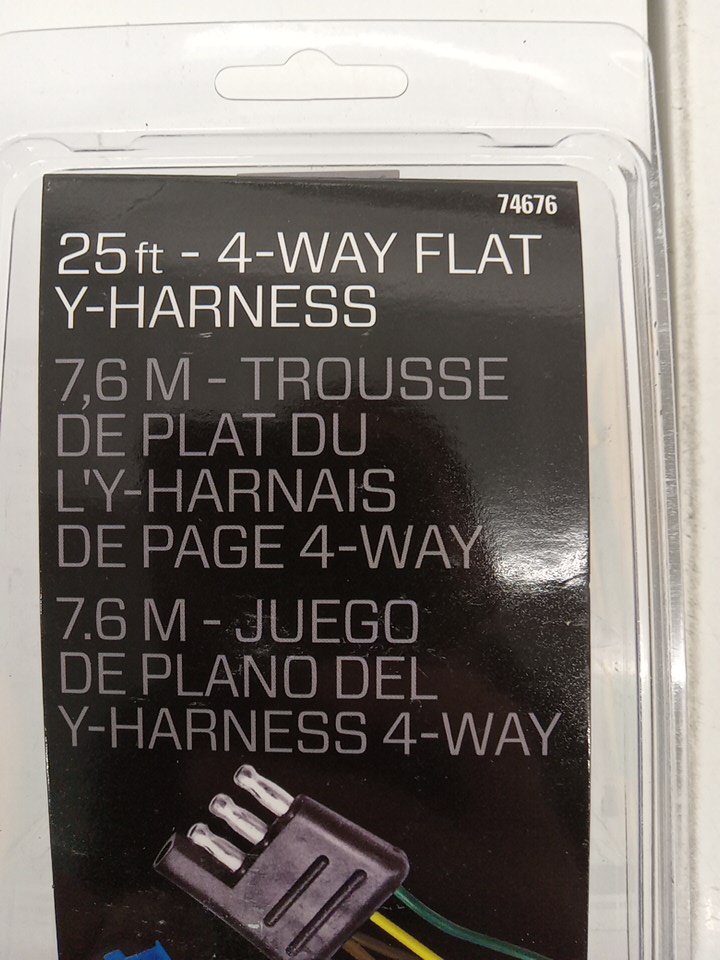 74676
25ft - 4-WAY FLAT
Y-HARNESS
7,6 M - TROUSSE
DE PLAT DU
L'Y-HARNAIS
DE PAGE 4-WAY
7.6 M - JUEGO
DE PLANO DEL
Y-HARNESS 4-WAY